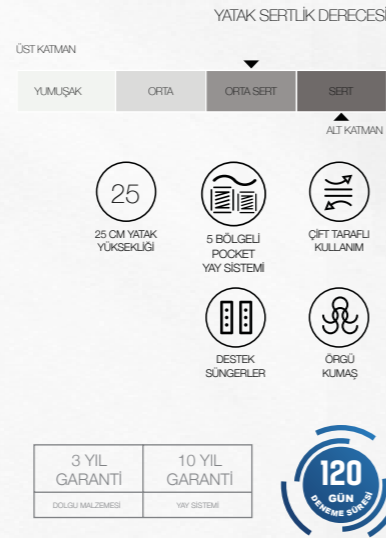 YATAK SERTLİK DERECESİ
ÜST KATMAN
YUMUŞAK ORTA ORTA SERT SERT
ALT KATMAN
25
25 CM YATAK
YÜKSEKLİĞİ
5 BÖLGELİ
POCKET
YAY SİSTEMİ
ÇİFT TARAFLI
KULLANIM
DESTEK
SÜNGERLER
ÖRGÜ
KUMAŞ
3 YIL
GARANTİ
DOLGU MALZEMESİ
10 YIL
GARANTİ
YAY SİSTEMİ
120
GÜN
DENEME SÜRESİ